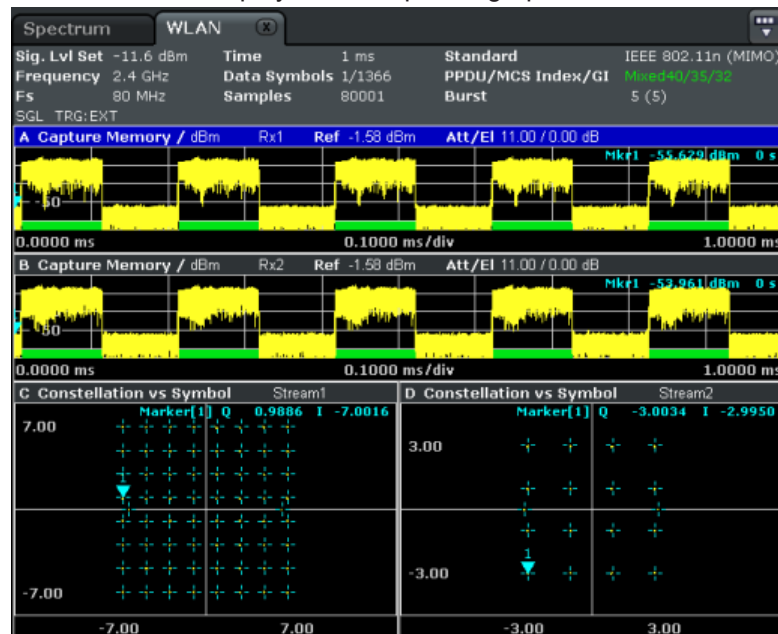 Spectrum WLAN X
Sig. Lvl Set -11.6 dBm Time 1 ms Standard IEEE 802.11n (MIMO)
Frequency 2.4 GHz Data Symbols 1/1366 PPDU/MCS Index/GI Mixed40/35/32
Fs 80 MHz Samples 80001 Burst 5 (5)
SGL TRG:EXT
A Capture Memory / dBm Rx1 Ref -1.58 dBm Att/El 11.00 / 0.00 dB
Mkr1 -55.629 dBm 0 s
-50
0.0000 ms 0.1000 ms/div 1.0000 ms
B Capture Memory / dBm Rx2 Ref -1.58 dBm Att/El 11.00 / 0.00 dB
Mkr1 -53.961 dBm 0 s
-50
0.0000 ms 0.1000 ms/div 1.0000 ms
C Constellation vs Symbol Stream1
Marker[1] Q 0.9886 I -7.0016
7.00
1
-7.00
-7.00 7.00
D Constellation vs Symbol Stream2
Marker[1] Q -3.0034 I -2.9950
3.00
1
-3.00
-3.00 3.00